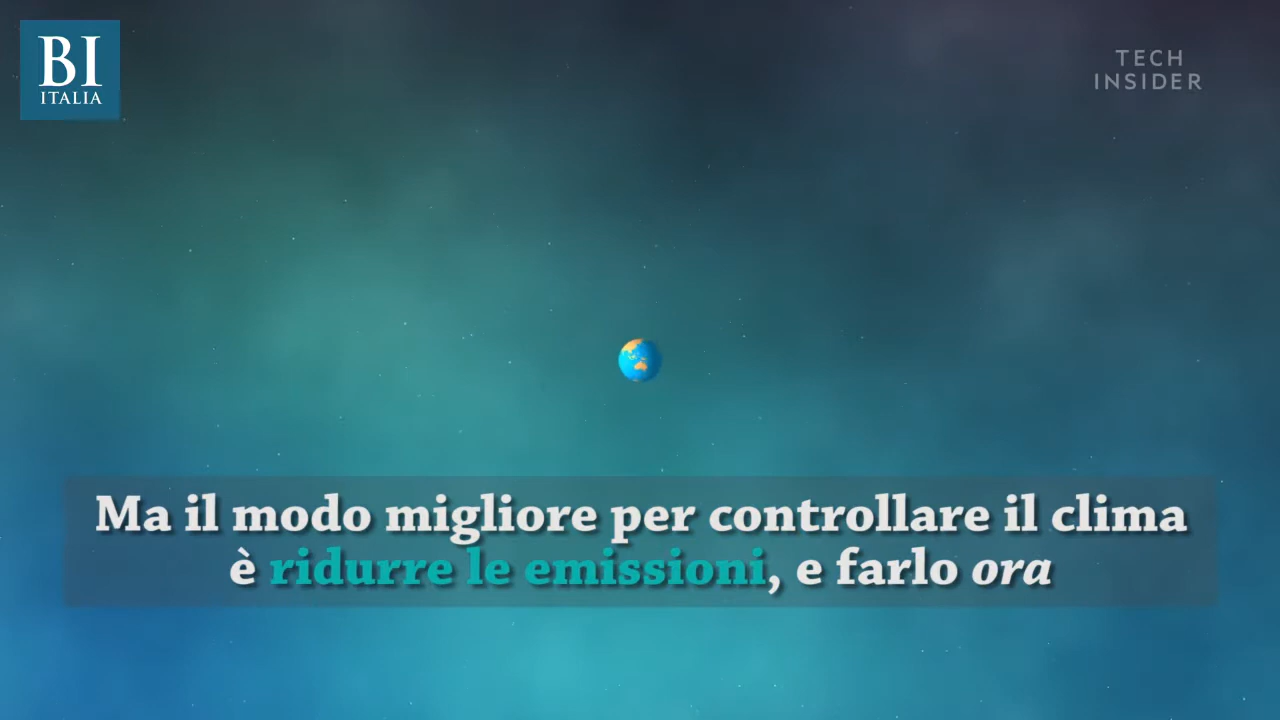 BI
ITALIA
TECH
INSIDER
Ma il modo migliore per controllare il clima
è ridurre le emissioni, e farlo ora